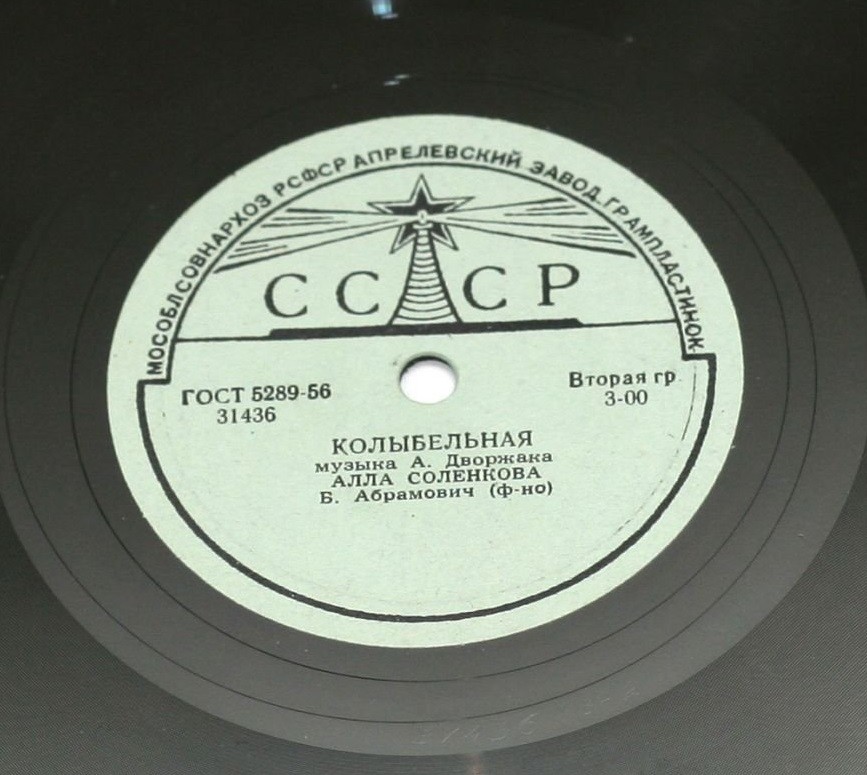 МОСОБЛСОВНАРХОЗ РСФСР АПРЕЛЕВСКИЙ ЗАВОД ГРАМПЛАСТИНОК
СССР
ГОСТ 5289-56
31436
Вторая гр
3-00
КОЛЫБЕЛЬНАЯ
музыка А. Дворжака
АЛЛА СОЛЕНКОВА
Б. Абрамович (ф-но)